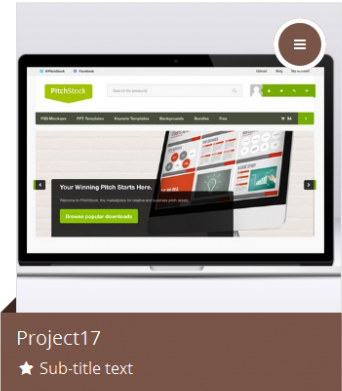 @PitchStock Facebook Upload Blog My account
PitchStock
Search for products
PSD Mockups PPT Templates Keynote Templates Backgrounds Bundles Free
Your Winning Pitch Starts Here.
Welcome to PitchStock, the marketplace for creative and business pitch needs.
Browse popular downloads
Project17
Sub-title text